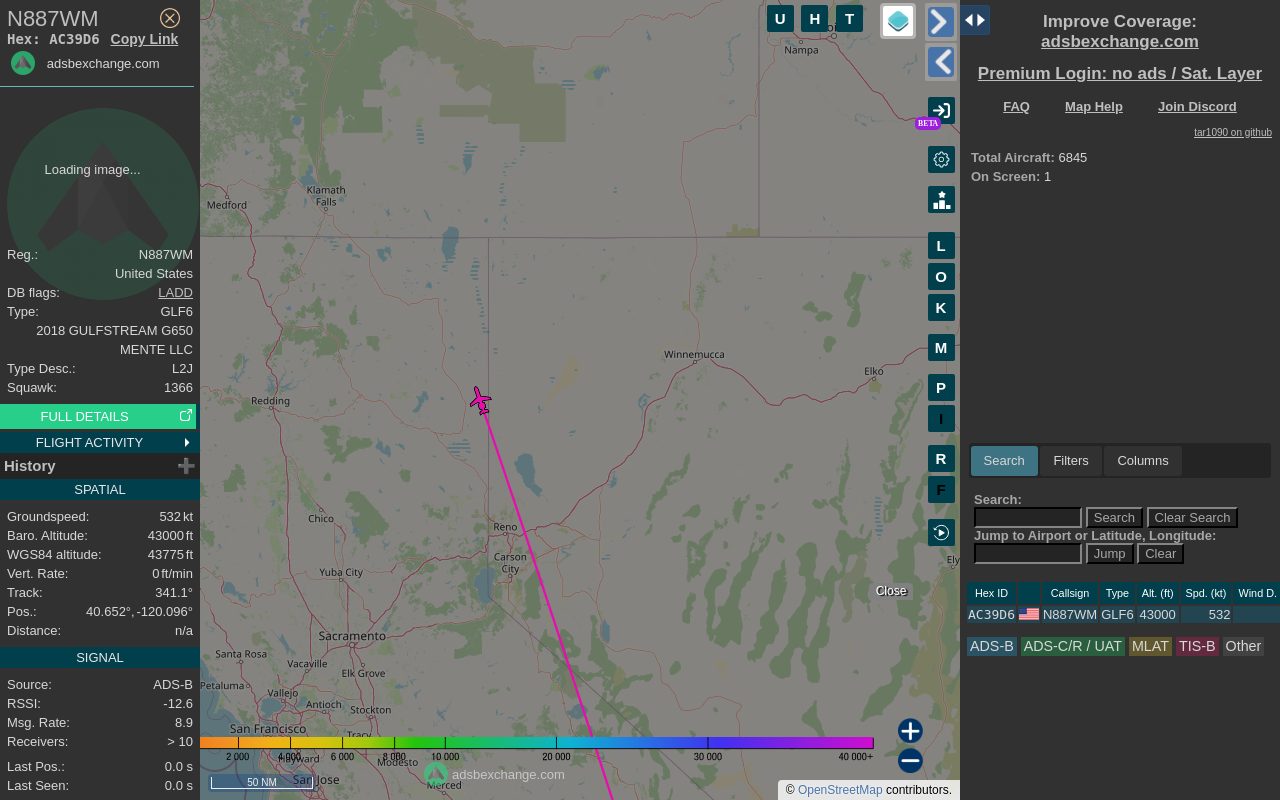 N887WM
Hex: AC39D6 Copy Link
adsbexchange.com
Loading image...
Reg.: N887WM
United States
DB flags: LADD
Type: GLF6
2018 GULFSTREAM G650
MENTE LLC
Type Desc.: L2J
Squawk: 1366
FULL DETAILS
FLIGHT ACTIVITY
History
SPATIAL
Groundspeed: 532 kt
Baro. Altitude: 43000 ft
WGS84 altitude: 43775 ft
Vert. Rate: 0 ft/min
Track: 341.1°
Pos.: 40.652°, -120.096°
Distance: n/a
SIGNAL
Source: ADS-B
RSSI: -12.6
Msg. Rate: 8.9
Receivers: > 10
Last Pos.: 0.0 s
Last Seen: 0.0 s
U H T
Nampa
BETA
Klamath
Falls
Medford
L
O
K
M
P
I
R
F
Winnemucca
Elko
Redding
Chico
Reno
Carson
City
Yuba City
Ely
Close
Sacramento
Santa Rosa
Vacaville
Elk Grove
Petaluma
Vallejo
Antioch
Stockton
San Francisco
Tracy
Hayward
Modesto
San Jose
Merced
2 000 4 000 6 000 8 000 10 000 20 000 30 000 40 000+
50 NM
adsbexchange.com
© OpenStreetMap contributors.
Improve Coverage:
adsbexchange.com
Premium Login: no ads / Sat. Layer
FAQ Map Help Join Discord
tar1090 on github
Total Aircraft: 6845
On Screen: 1
Search Filters Columns
Search:
Search Clear Search
Jump to Airport or Latitude, Longitude:
Jump Clear
Hex ID Callsign Type Alt. (ft) Spd. (kt) Wind D.
AC39D6 N887WM GLF6 43000 532
ADS-B ADS-C/R / UAT MLAT TIS-B Other